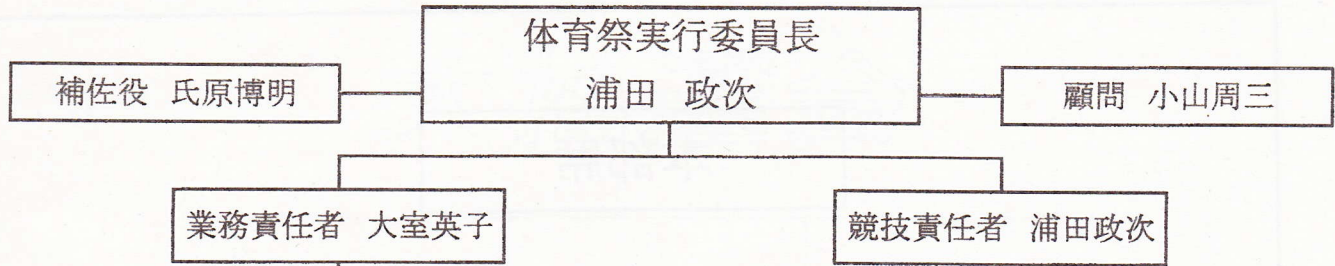 体育祭実行委員長
浦田 政次
補佐役 氏原博明
顧問 小山周三
業務責任者 大室英子
競技責任者 浦田政次